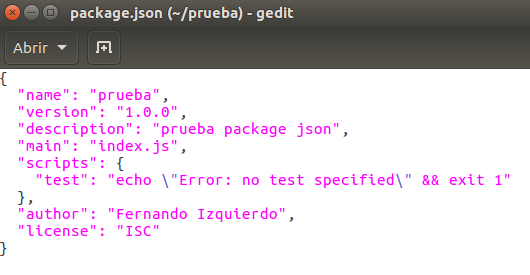 package.json (~/prueba) - gedit
Abrir
{
  "name": "prueba",
  "version": "1.0.0",
  "description": "prueba package json",
  "main": "index.js",
  "scripts": {
    "test": "echo \"Error: no test specified\" && exit 1"
  },
  "author": "Fernando Izquierdo",
  "license": "ISC"
}